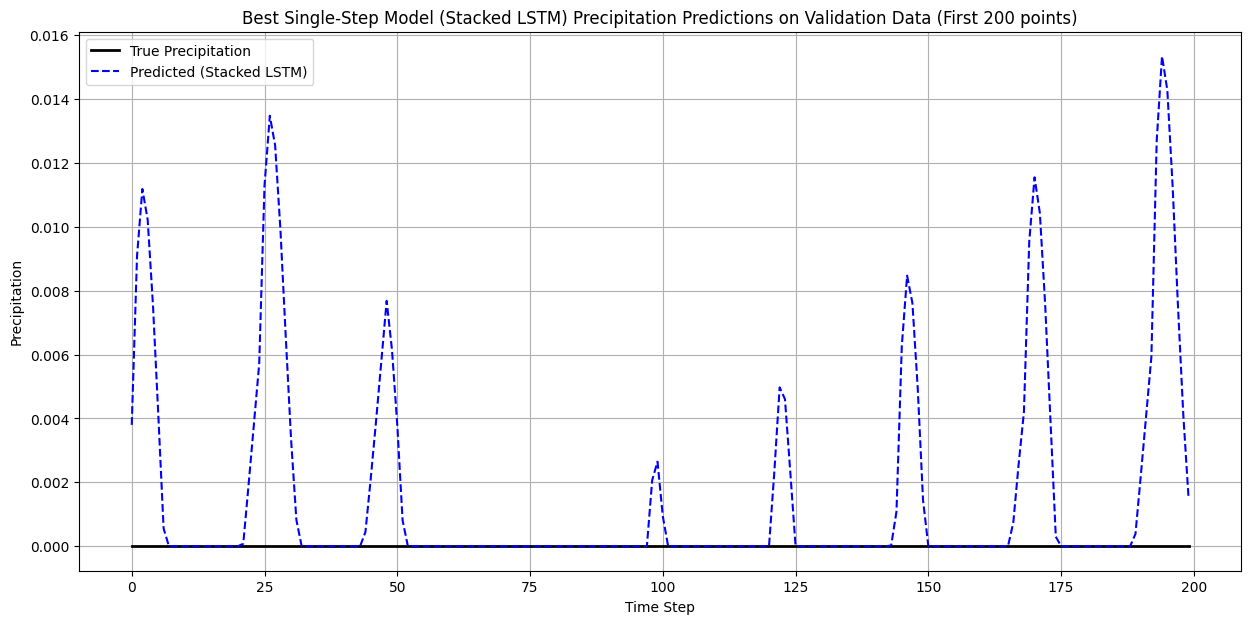 Best Single-Step Model (Stacked LSTM) Precipitation Predictions on Validation Data (First 200 points)
True Precipitation
Predicted (Stacked LSTM)
Precipitation
0.016
0.014
0.012
0.010
0.008
0.006
0.004
0.002
0.000
0 25 50 75 100 125 150 175 200
Time Step